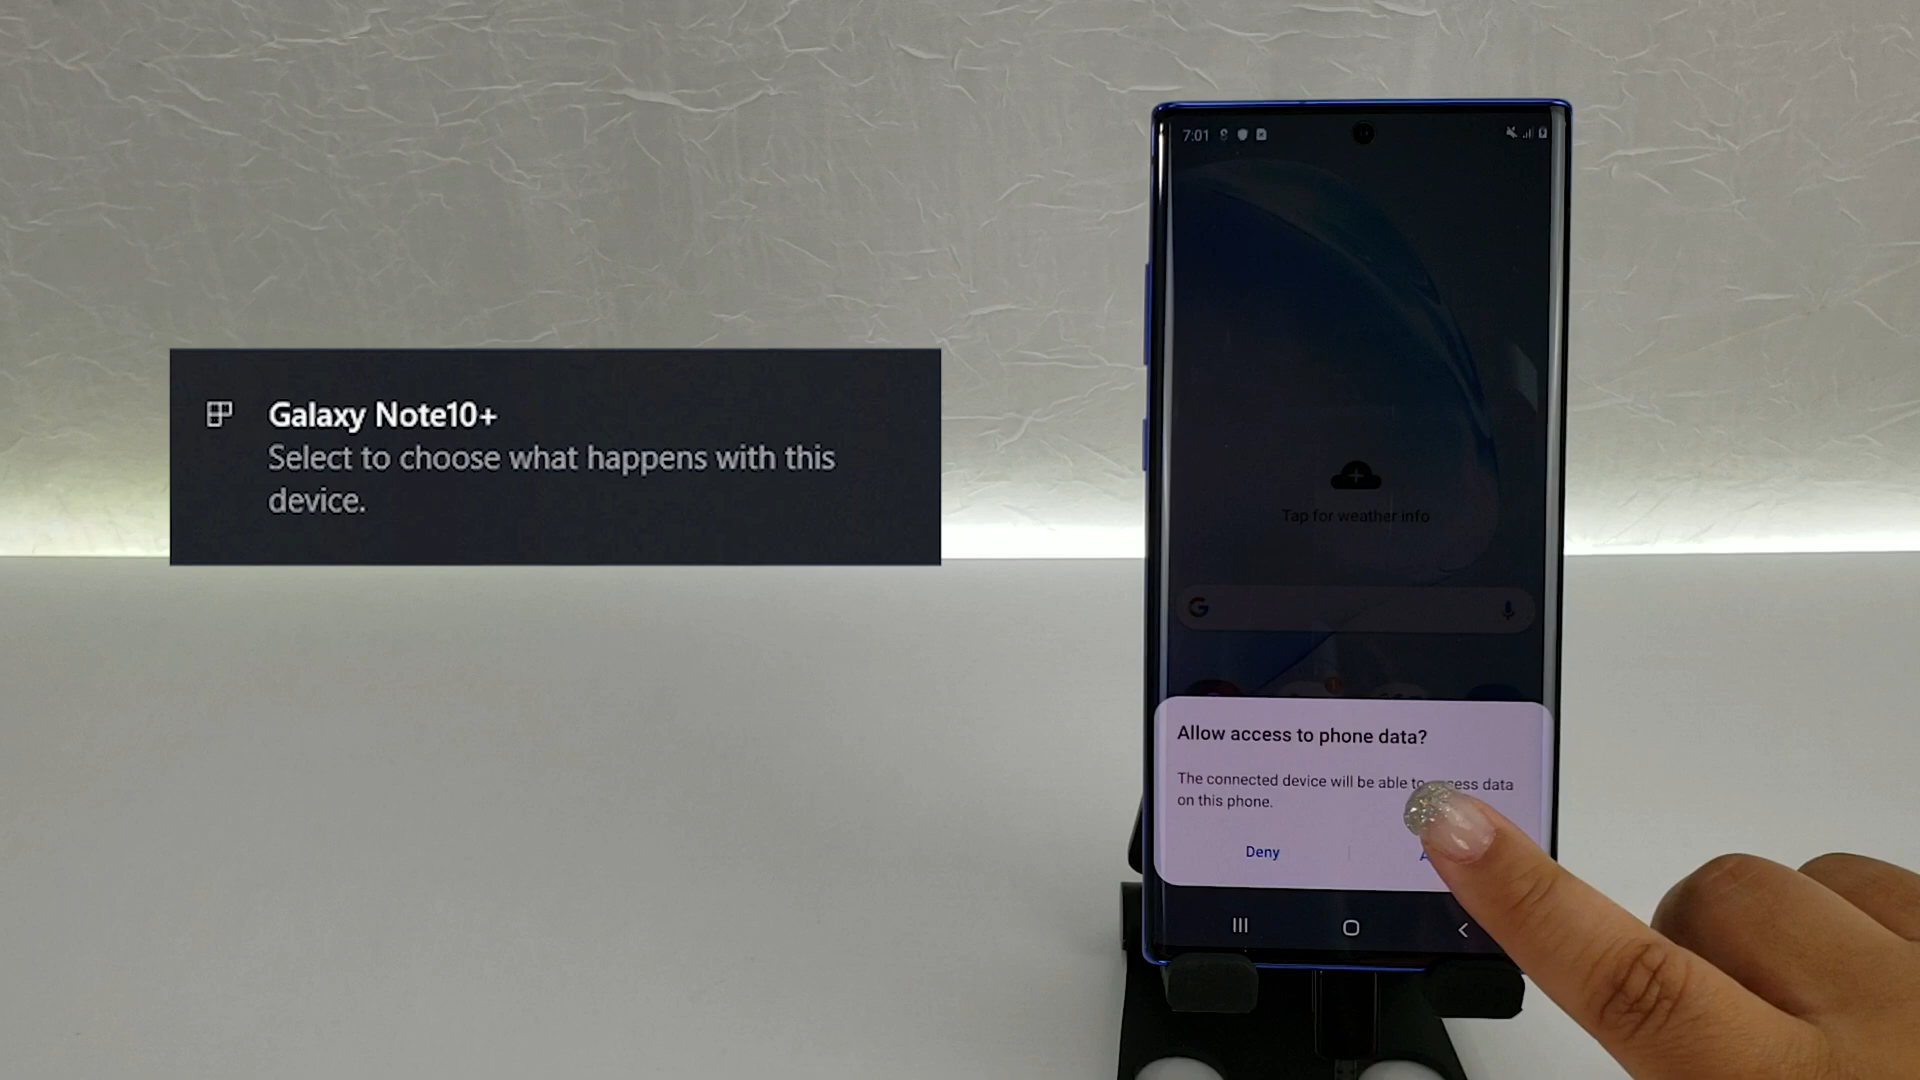 Galaxy Note10+
Select to choose what happens with this
device.
7:01
Tap for weather info
G
Allow access to phone data?
The connected device will be able to data
on this phone.
Deny